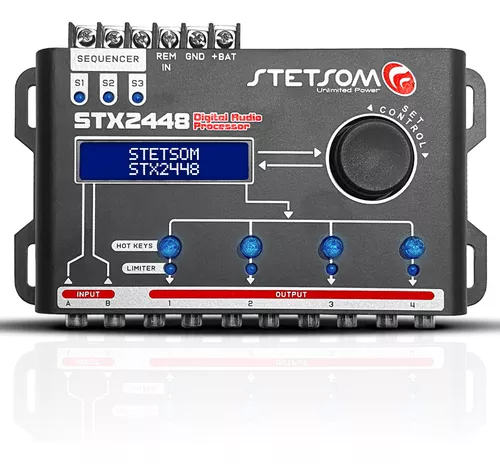 SEQUENCER
REM IN
GND
+BAT
S1 S2 S3
STETSOM
Unlimited Power
STX2448 Digital Audio Processor
SET
CONTROL
STETSOM
STX2448
HOT KEYS
LIMITER
INPUT
OUTPUT
A B 1 2 3 4